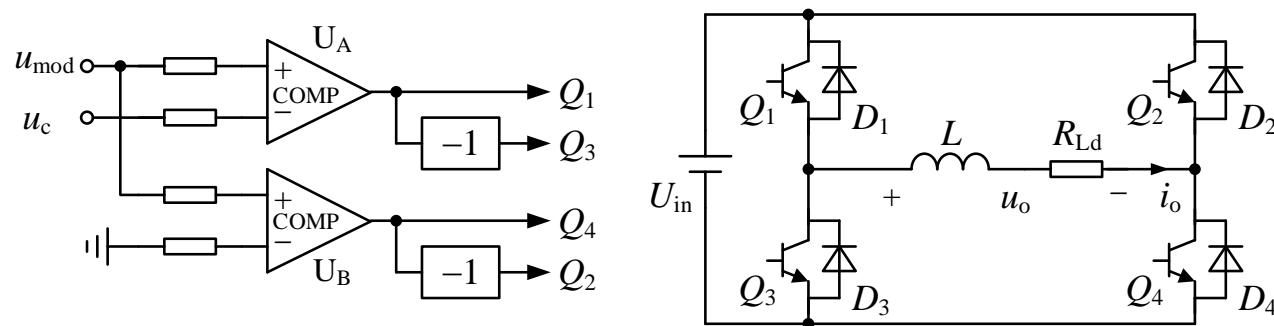 U_A
u_mod
+
COMP
−
u_c
Q_1
−1
Q_3
+
COMP
−
U_B
Q_4
−1
Q_2
U_in
Q_1
D_1
Q_2
D_2
L
R_Ld
+
u_o
−
i_o
Q_3
D_3
Q_4
D_4